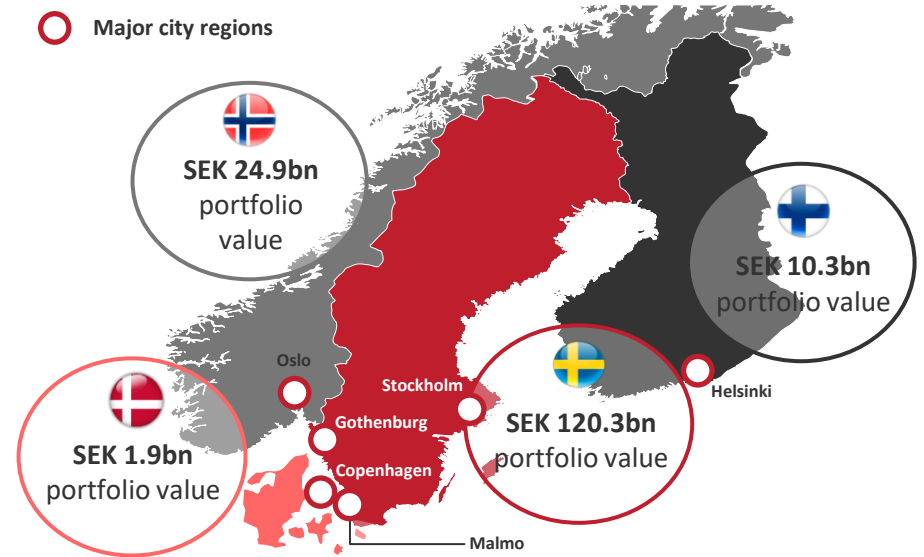 Major city regions
SEK 24.9bn
portfolio
value
SEK 10.3bn
portfolio value
Oslo
Stockholm
Helsinki
SEK 120.3bn
portfolio value
Gothenburg
SEK 1.9bn
portfolio value
Copenhagen
Malmo